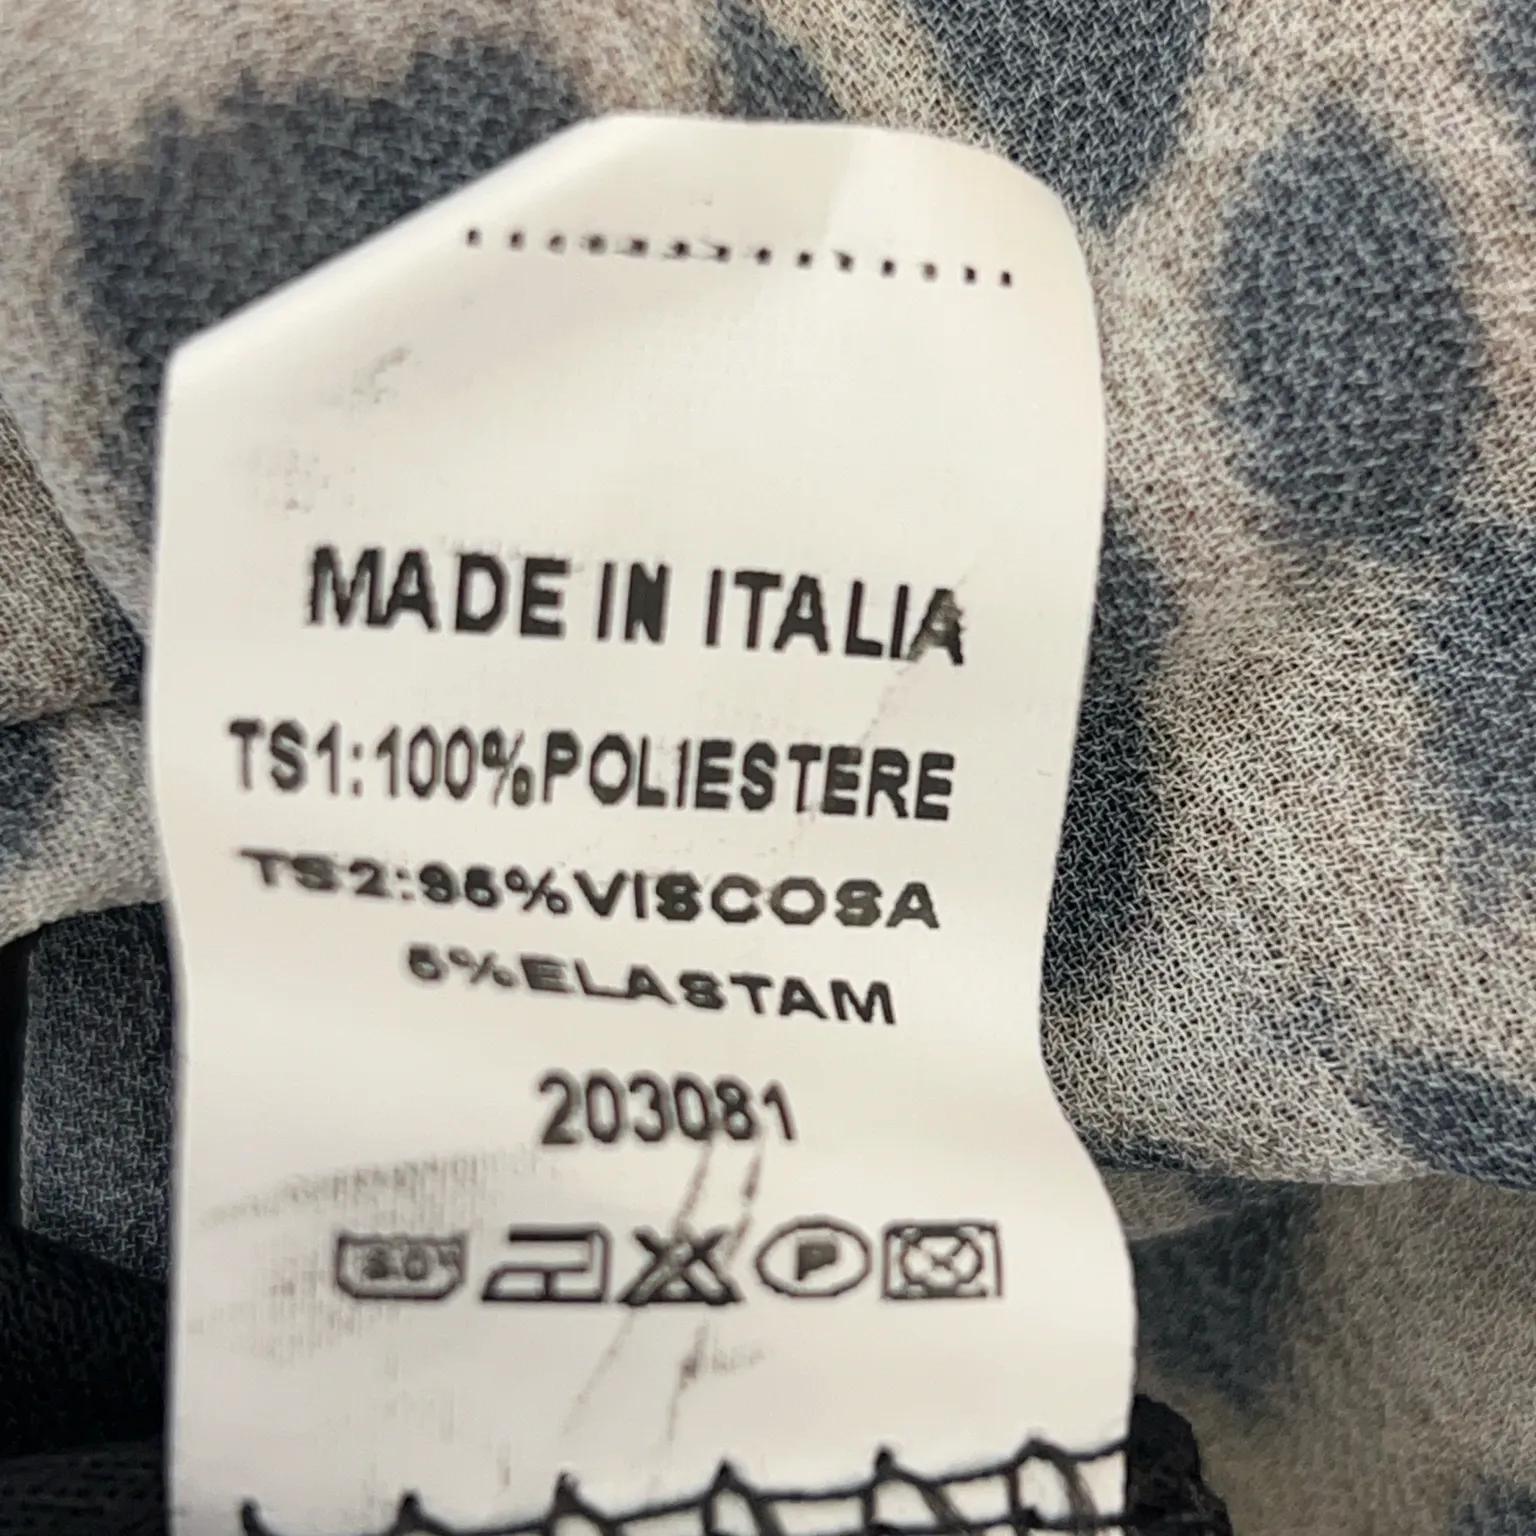 MADE IN ITALIA
TS1:100%POLIESTERE
TS2:95%VISCOSA
5%ELASTAM
203081
P